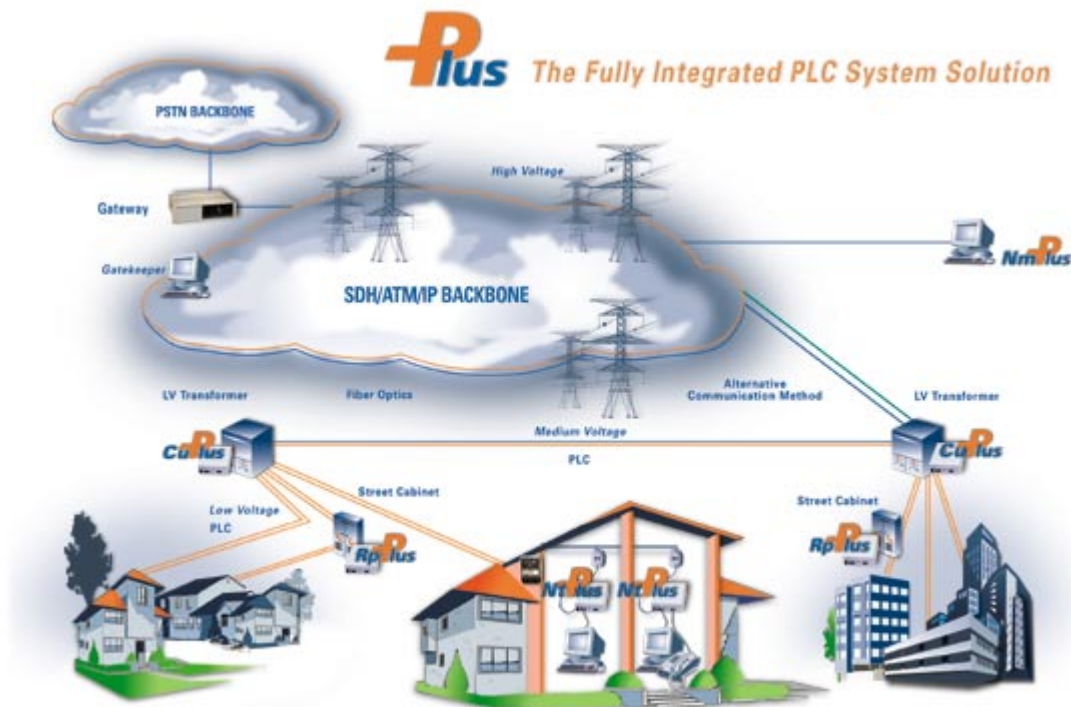 Plus The Fully Integrated PLC System Solution
PSTN BACKBONE
High Voltage
Gateway
Gatekeeper
NmPlus
SDH/ATM/IP BACKBONE
LV Transformer
Fiber Optics
Alternative
Communication Method
LV Transformer
Medium Voltage
CuPlus
CuPlus
PLC
Street Cabinet
Street Cabinet
Low Voltage
PLC
RpPlus
RpPlus
NtPlus
NtPlus